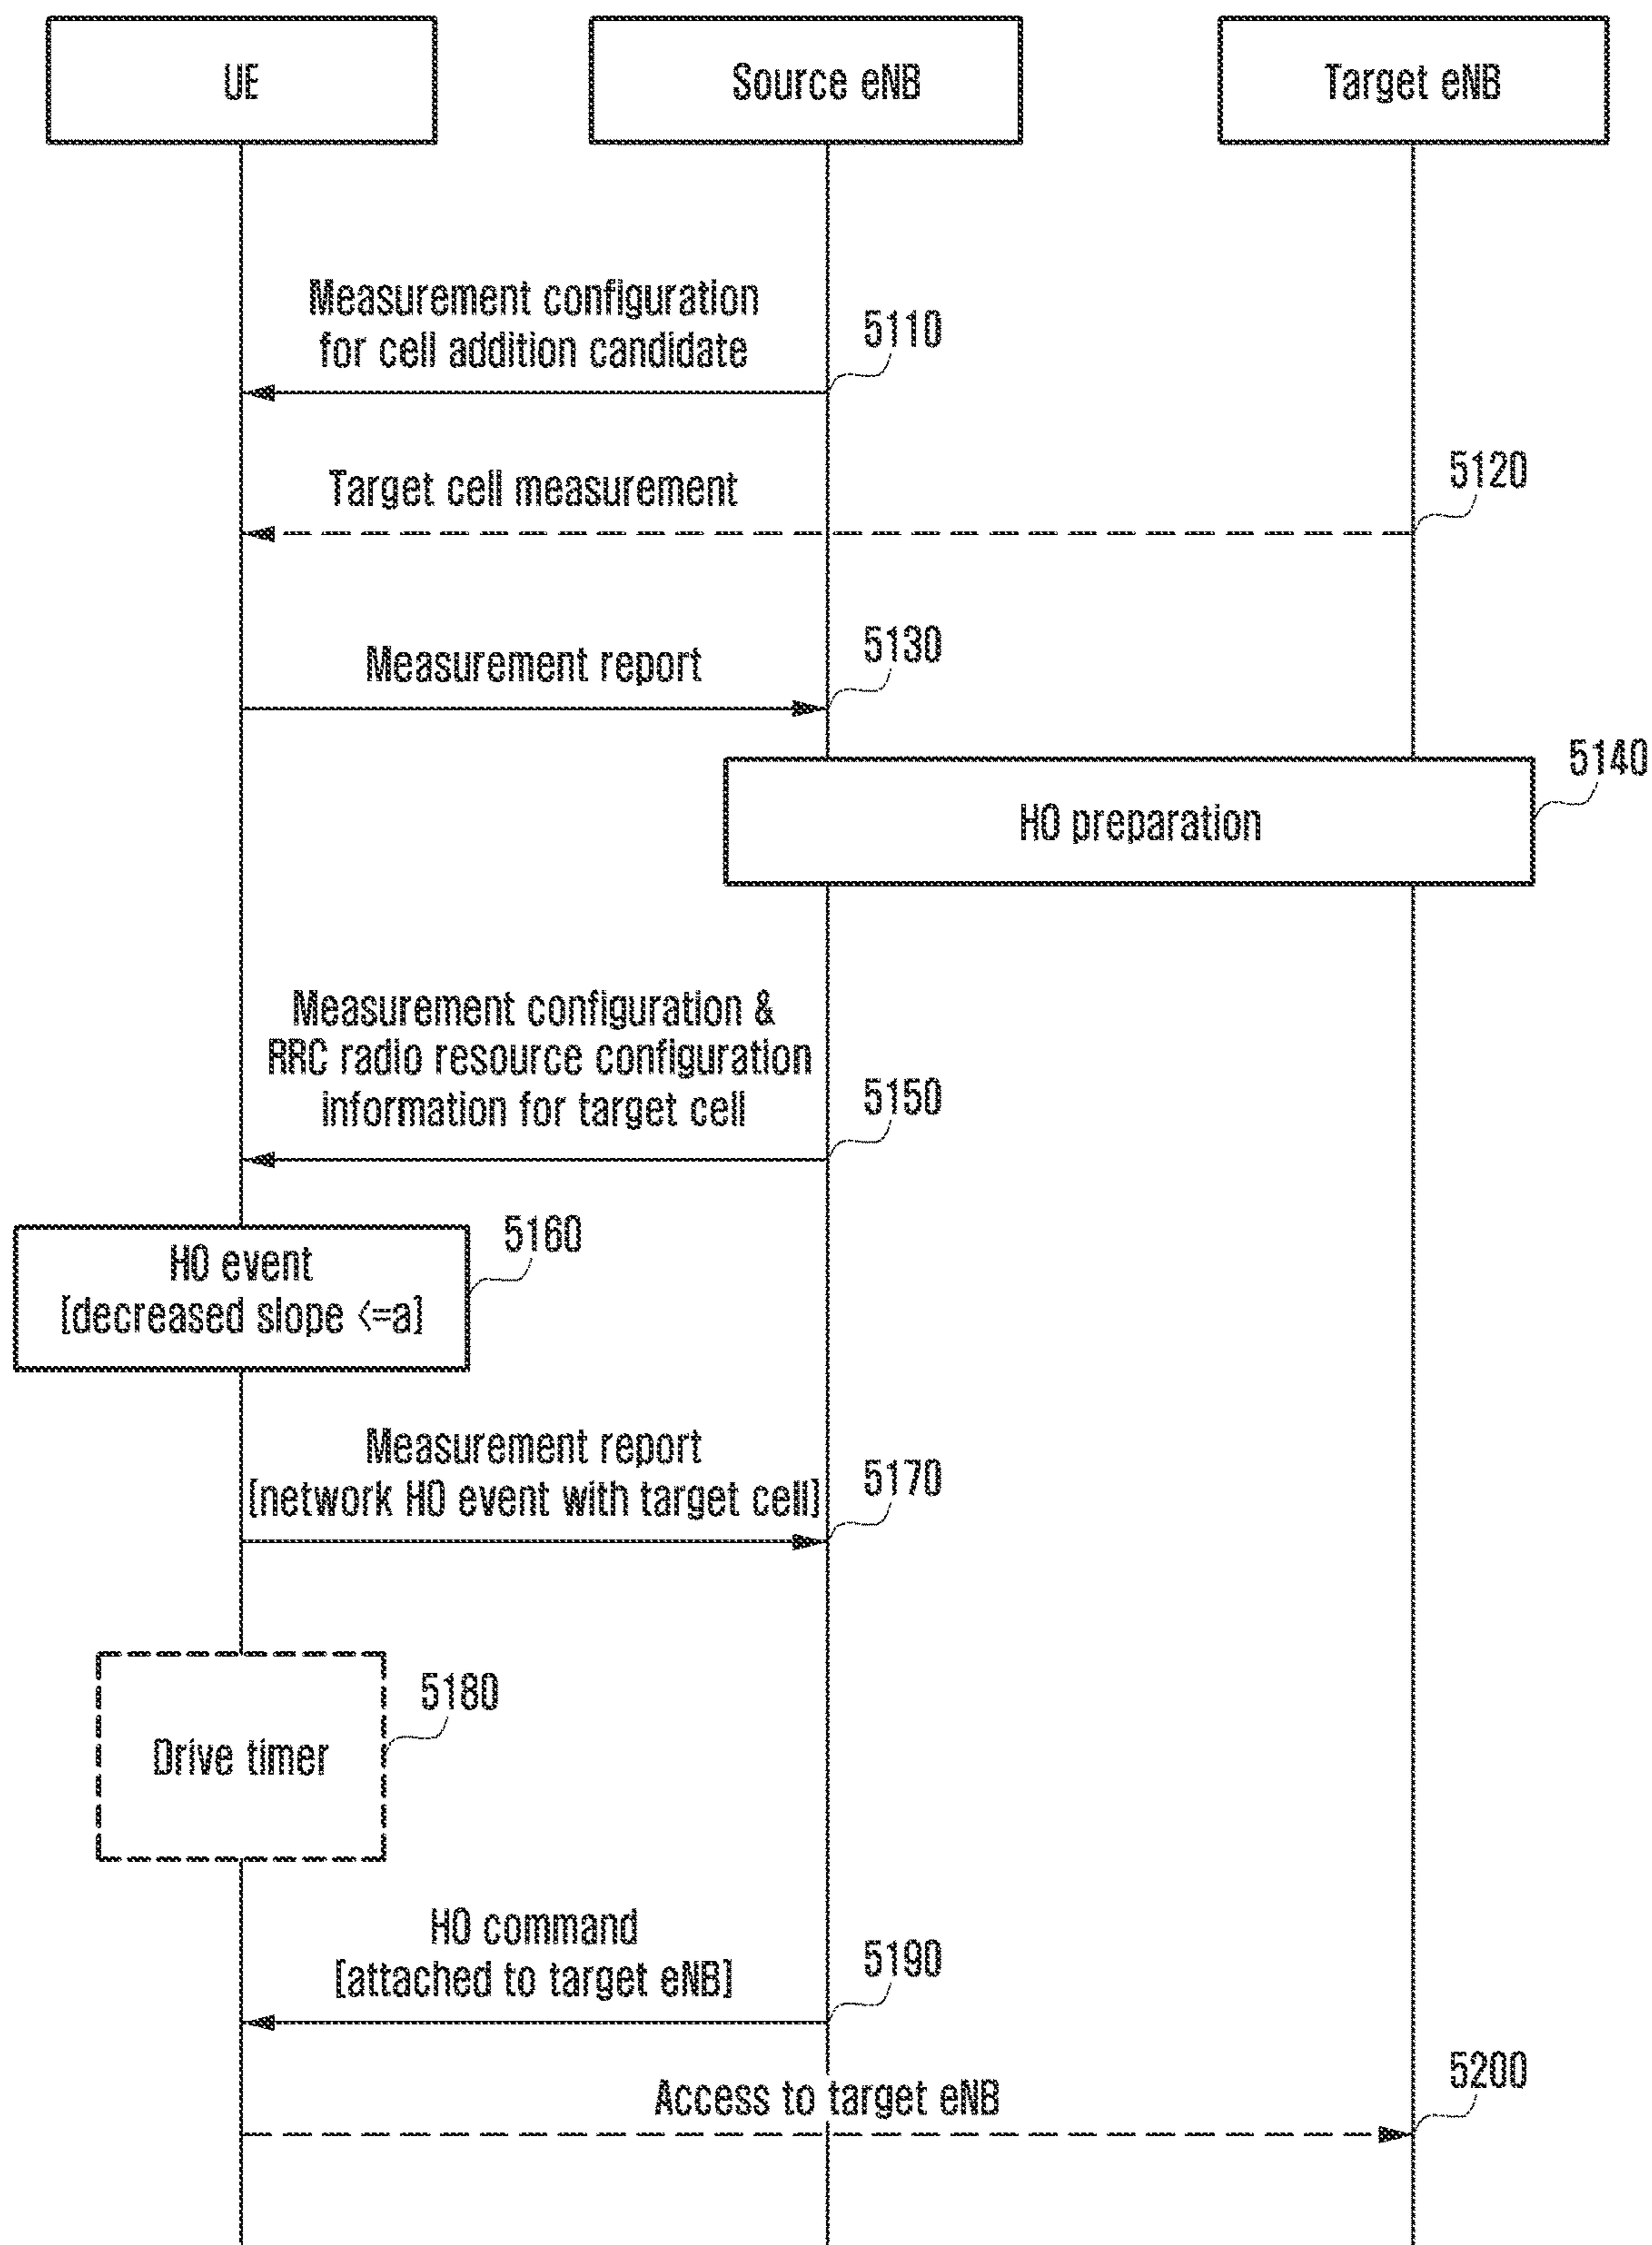 UE
Source eNB
Target eNB
Measurement configuration
for cell addition candidate
5110
Target cell measurement
5120
Measurement report
5130
HO preparation
5140
Measurement configuration &
RRC radio resource configuration
information for target cell
5150
HO event
[decreased slope <=a]
5160
Measurement report
[network HO event with target cell]
5170
Drive timer
5180
HO command
[attached to target eNB]
5190
Access to target eNB
5200